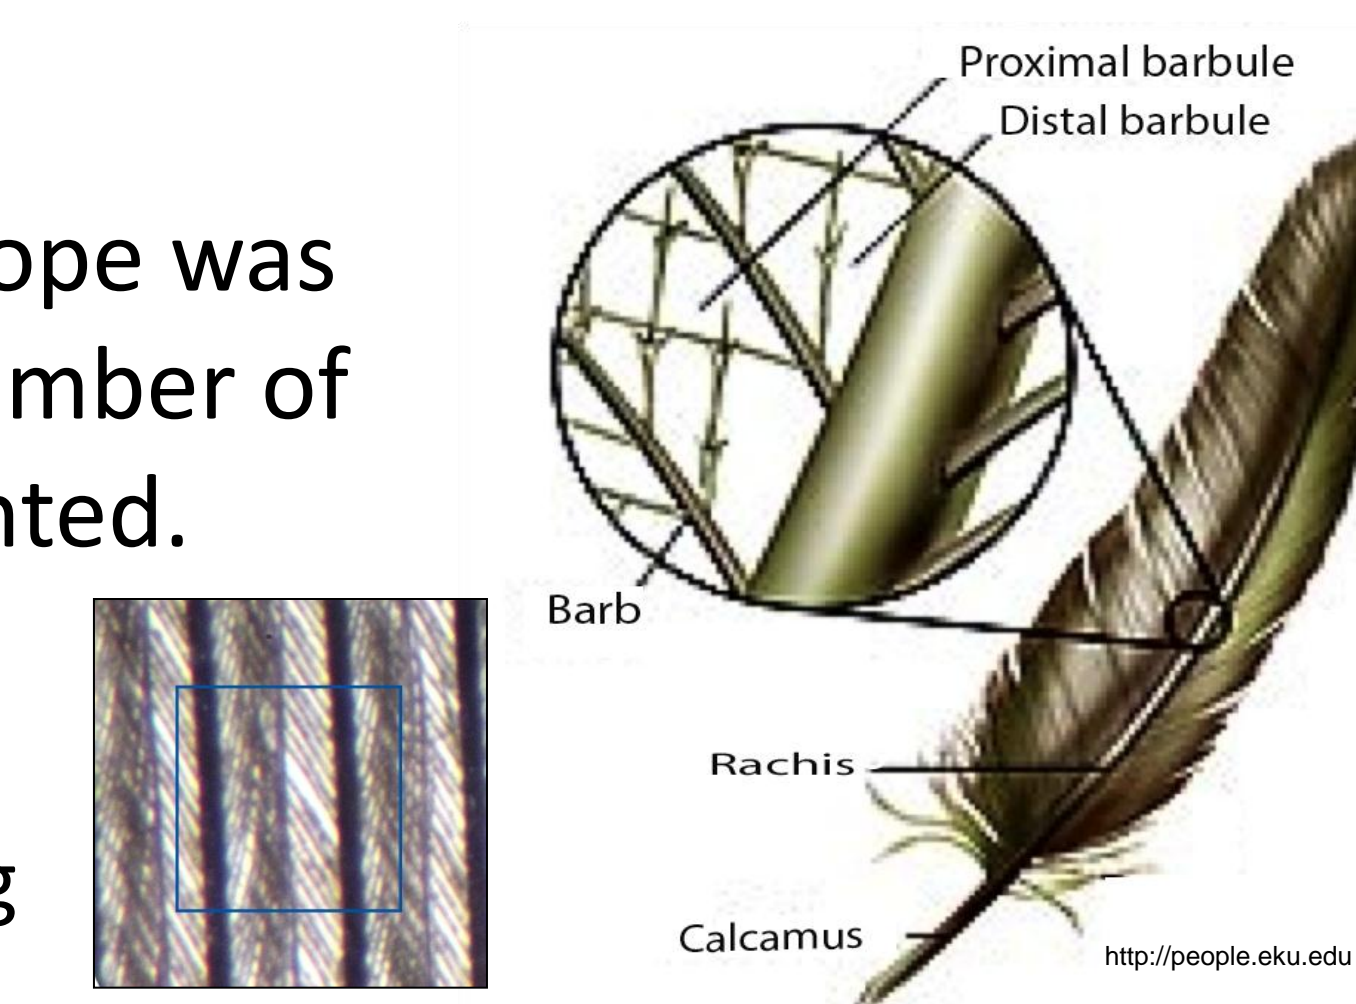 ope was
mber of
nted.
g
Proximal barbule
Distal barbule
Barb
Rachis
Calcamus
http://people.eku.edu